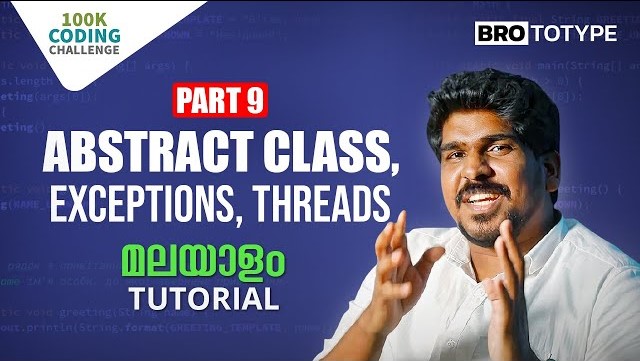 100K
CODING
CHALLENGE
BROTOTYPE
PART 9
ABSTRACT CLASS,
EXCEPTIONS, THREADS
മലയാളം
TUTORIAL